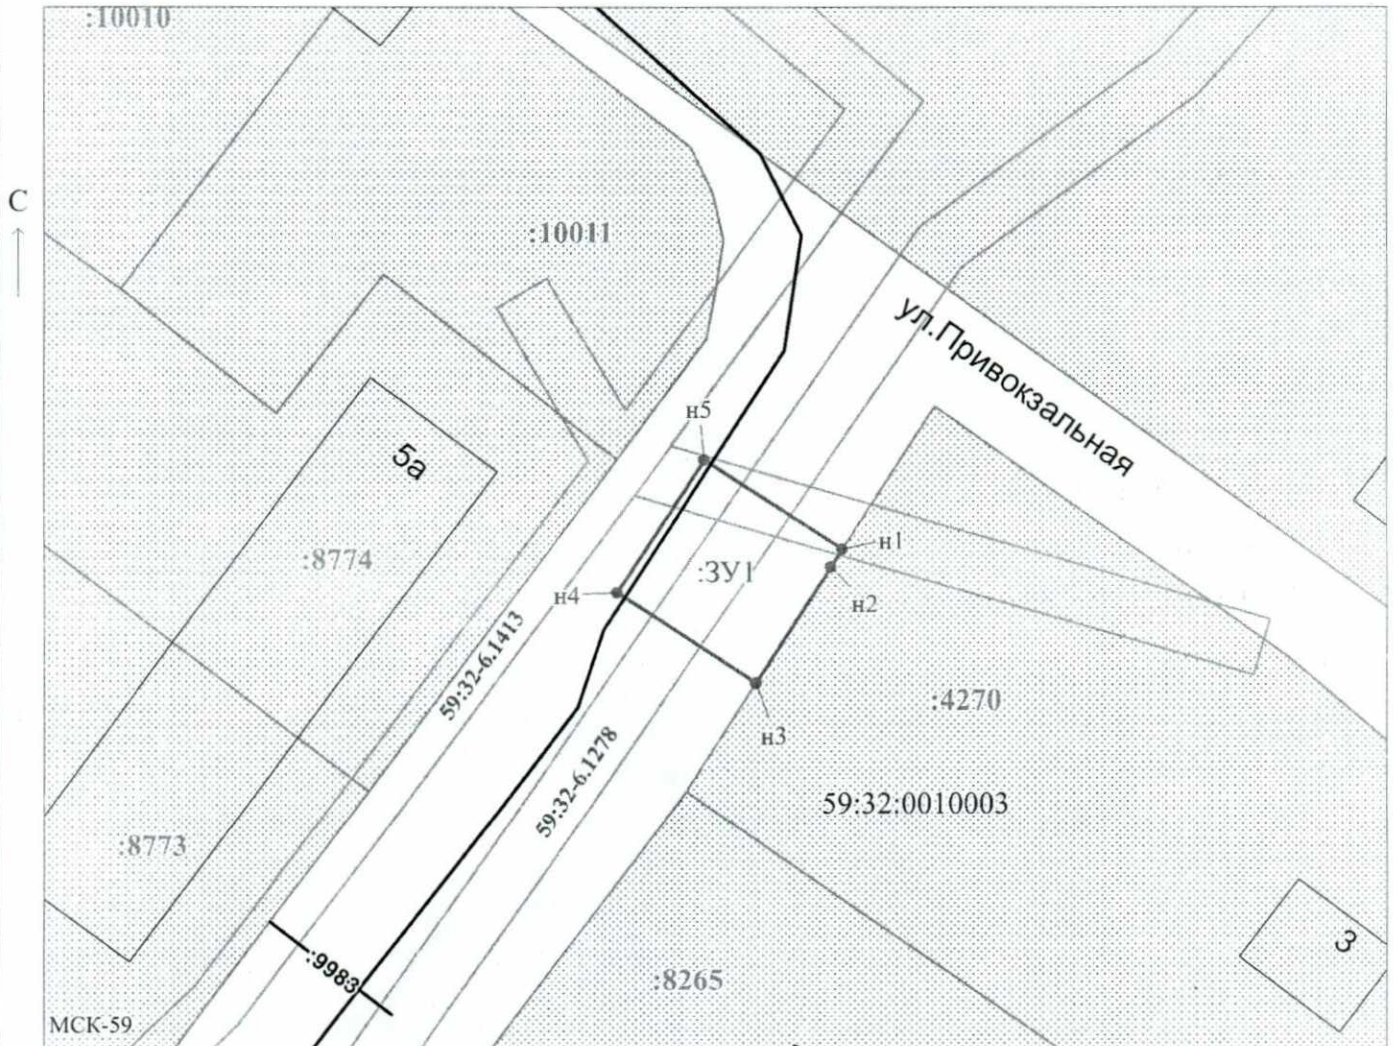 :10010
С
:10011
ул.Привокзальная
н5
5а
н1
:8774
:ЗУ1
н4
н2
59:32-6.1413
:4270
н3
59:32-6.1278
59:32:0010003
:8773
3
:9983
:8265
МСК-59